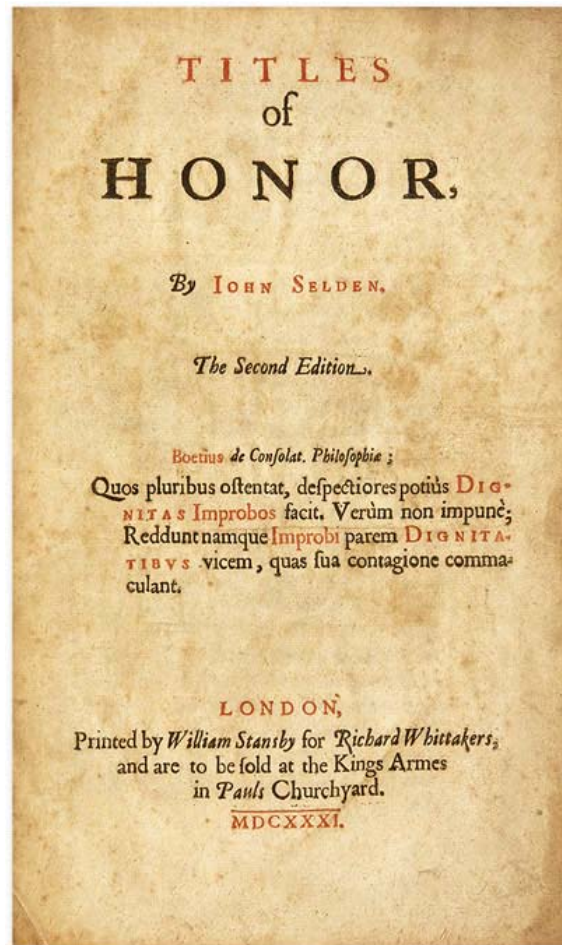 TITLES
of
HONOR,
By IOHN SELDEN.
The Second Edition.
Boetius de Conſolat. Philoſophiæ ;
Quos pluribus oſtentat, deſpectiores potiùs DIG-
NITAS Improbos facit. Verùm non impunè;
Reddunt namque Improbi parem DIGNITA-
TIBVS vicem, quas ſua contagione comma-
culant.
LONDON,
Printed by William Stansby for Richard Whittakers,
and are to be ſold at the Kings Armes
in Pauls Churchyard.
MDCXXXI.